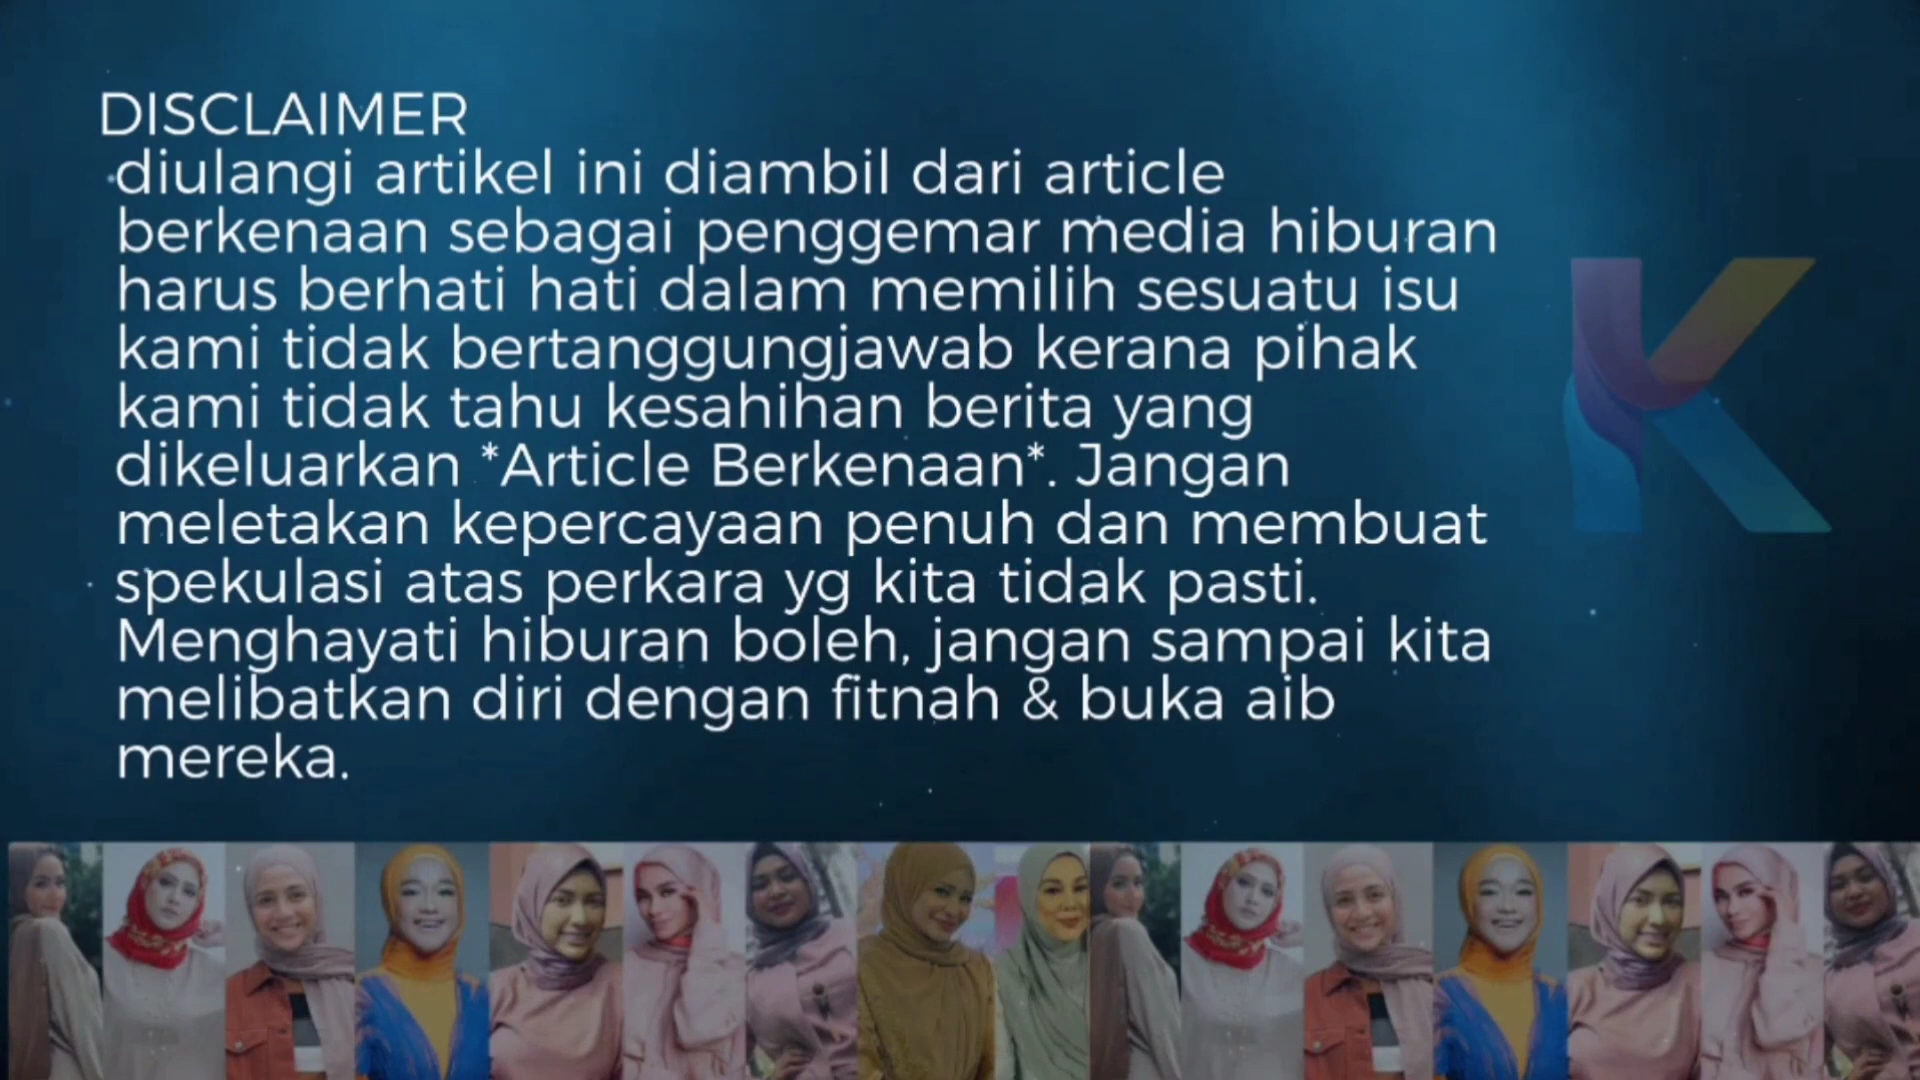 DISCLAIMER
diulangi artikel ini diambil dari article
berkenaan sebagai penggemar media hiburan
harus berhati hati dalam memilih sesuatu isu
kami tidak bertanggungjawab kerana pihak
kami tidak tahu kesahihan berita yang
dikeluarkan *Article Berkenaan*. Jangan
meletakan kepercayaan penuh dan membuat
spekulasi atas perkara yg kita tidak pasti.
Menghayati hiburan boleh, jangan sampai kita
melibatkan diri dengan fitnah & buka aib
mereka.